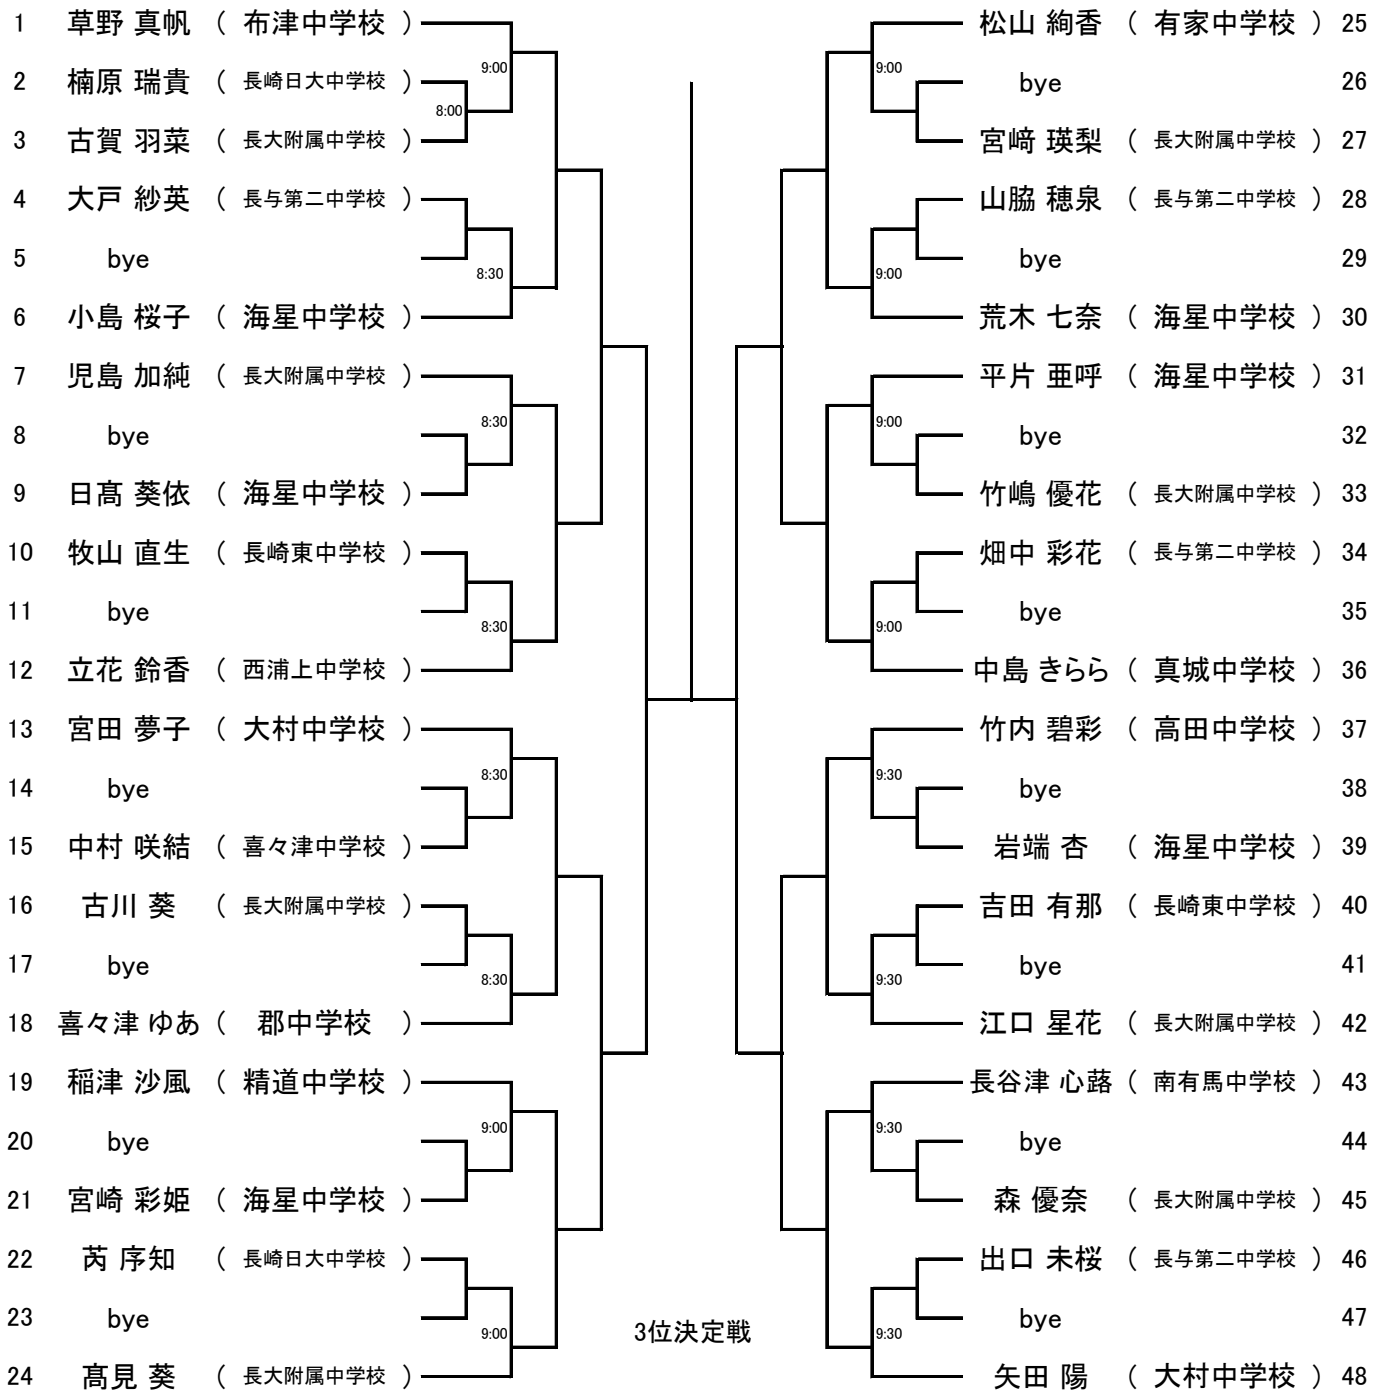 1 草野 真帆 ( 布津中学校 )
9:00
2 楠原 瑞貴 ( 長崎日大中学校 )
8:00
3 古賀 羽菜 ( 長大附属中学校 )
4 大戸 紗英 ( 長与第二中学校 )
5 bye
8:30
6 小島 桜子 ( 海星中学校 )
7 児島 加純 ( 長大附属中学校 )
8:30
8 bye
9 日髙 葵依 ( 海星中学校 )
10 牧山 直生 ( 長崎東中学校 )
11 bye
8:30
12 立花 鈴香 ( 西浦上中学校 )
13 宮田 夢子 ( 大村中学校 )
8:30
14 bye
15 中村 咲結 ( 喜々津中学校 )
16 古川 葵 ( 長大附属中学校 )
17 bye
8:30
18 喜々津 ゆあ ( 郡中学校 )
19 稲津 沙風 ( 精道中学校 )
9:00
20 bye
21 宮崎 彩姫 ( 海星中学校 )
22 芮 序知 ( 長崎日大中学校 )
23 bye
9:00
24 髙見 葵 ( 長大附属中学校 )
3位決定戦
松山 絢香 ( 有家中学校 ) 25
9:00
bye 26
宮﨑 瑛梨 ( 長大附属中学校 ) 27
山脇 穂泉 ( 長与第二中学校 ) 28
bye 29
9:00
荒木 七奈 ( 海星中学校 ) 30
平片 亜呼 ( 海星中学校 ) 31
9:00
bye 32
竹嶋 優花 ( 長大附属中学校 ) 33
畑中 彩花 ( 長与第二中学校 ) 34
bye 35
9:00
中島 きらら ( 真城中学校 ) 36
竹内 碧彩 ( 高田中学校 ) 37
9:30
bye 38
岩端 杏 ( 海星中学校 ) 39
吉田 有那 ( 長崎東中学校 ) 40
bye 41
9:30
江口 星花 ( 長大附属中学校 ) 42
長谷津 心蕗 ( 南有馬中学校 ) 43
9:30
bye 44
森 優奈 ( 長大附属中学校 ) 45
出口 未桜 ( 長与第二中学校 ) 46
bye 47
9:30
矢田 陽 ( 大村中学校 ) 48